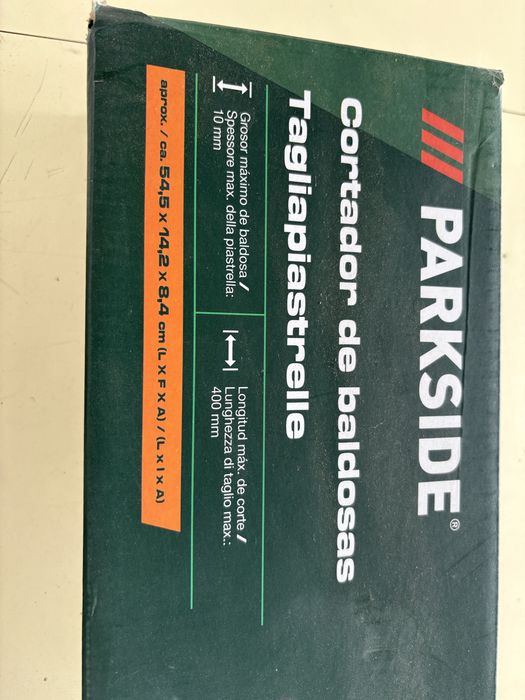 PARKSIDE®
Cortador de baldosas
Tagliapiastrelle
Grosor máximo de baldosa /
Spessore max. della piastrella:
10 mm
Longitud máx. de corte /
Lunghezza di taglio max.:
400 mm
aprox. / ca. 54,5 x 14,2 x 8,4 cm (L x F x A) / (L x l x A)